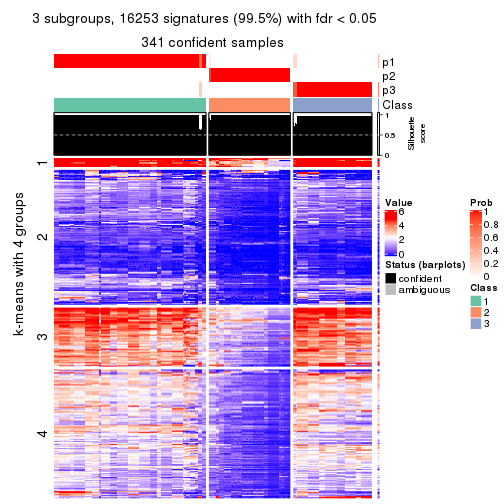 3 subgroups, 16253 signatures (99.5%) with fdr < 0.05
341 confident samples
p1
p2
p3
Class
1
0.5
0
Silhouette
score
k-means with 4 groups
1
2
3
4
Value
6
4
2
0
Status (barplots)
confident
ambiguous
Prob
1
0.8
0.6
0.4
0.2
0
Class
1
2
3